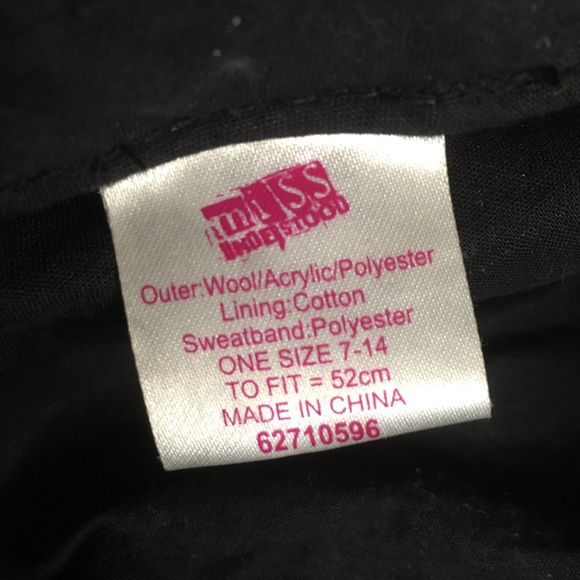 miss
UNDERSTOOD
Outer:Wool/Acrylic/Polyester
Lining:Cotton
Sweatband:Polyester
ONE SIZE 7-14
TO FIT = 52cm
MADE IN CHINA
62710596